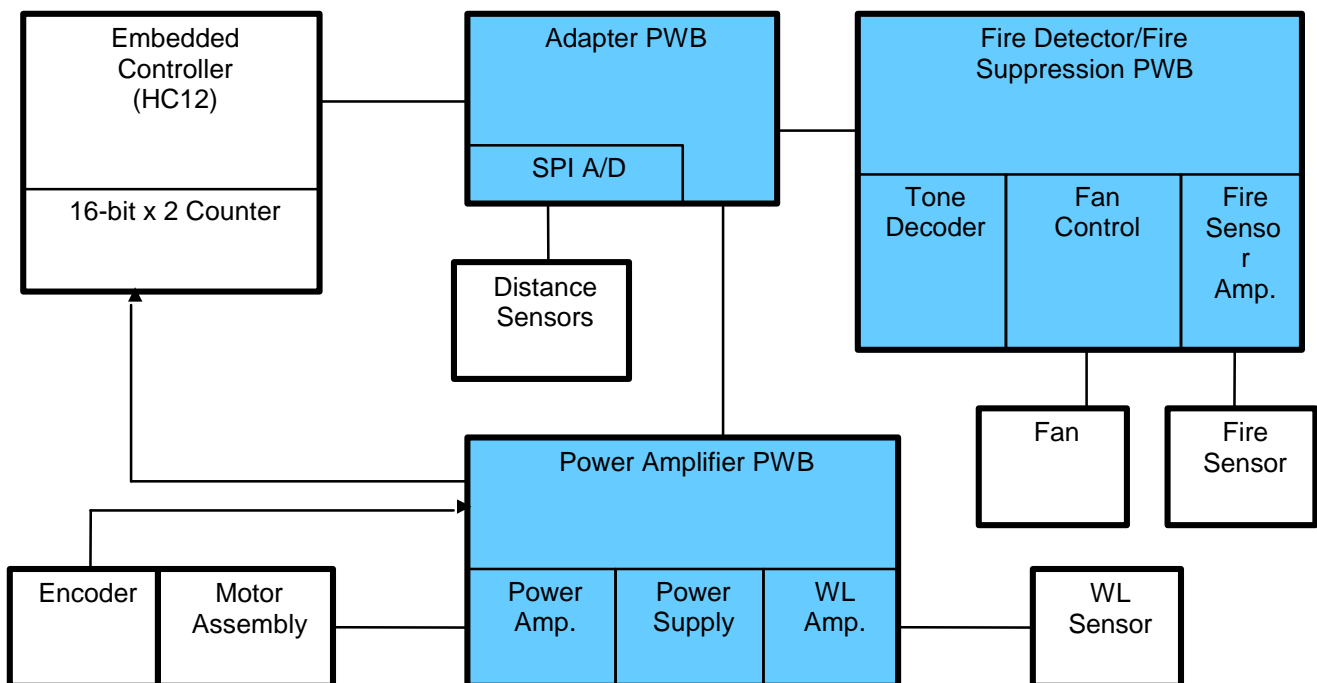 Embedded
Controller
(HC12)
16-bit x 2 Counter
Adapter PWB
SPI A/D
Fire Detector/Fire
Suppression PWB
Tone
Decoder
Fan
Control
Fire
Senso
r
Amp.
Distance
Sensors
Fan
Fire
Sensor
Power Amplifier PWB
Encoder
Motor
Assembly
Power
Amp.
Power
Supply
WL
Amp.
WL
Sensor